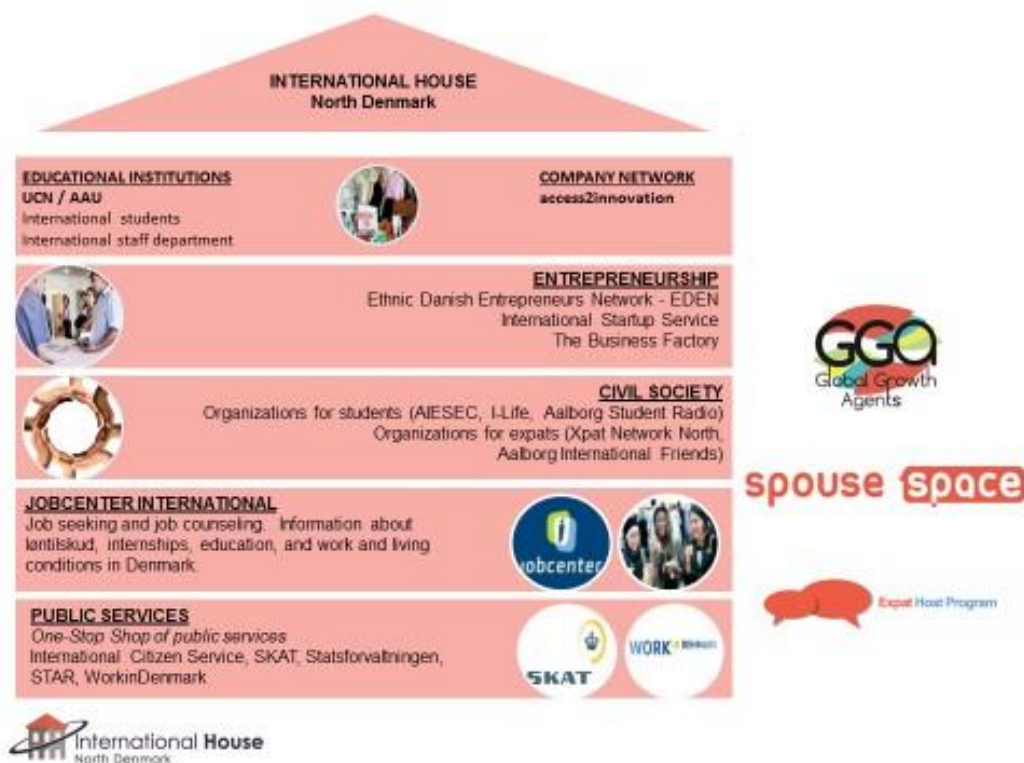 INTERNATIONAL HOUSE
North Denmark
EDUCATIONAL INSTITUTIONS
UCN / AAU
International students
International staff department
COMPANY NETWORK
access2innovation
ENTREPRENEURSHIP
Ethnic Danish Entrepreneurs Network - EDEN
International Startup Service
The Business Factory
CIVIL SOCIETY
Organizations for students (AIESEC, I-Life, Aalborg Student Radio)
Organizations for expats (Xpat Network North,
Aalborg International Friends)
JOBCENTER INTERNATIONAL
Job seeking and job counseling. Information about
løntilskud, internships, education, and work and living
conditions in Denmark.
jobcenter
PUBLIC SERVICES
One-Stop Shop of public services
International Citizen Service, SKAT, Statsforvaltningen,
STAR, WorkinDenmark
SKAT
WORK IN DENMARK
GGA
Global Growth
Agents
spouse space
Expat Host Program
International House
North Denmark